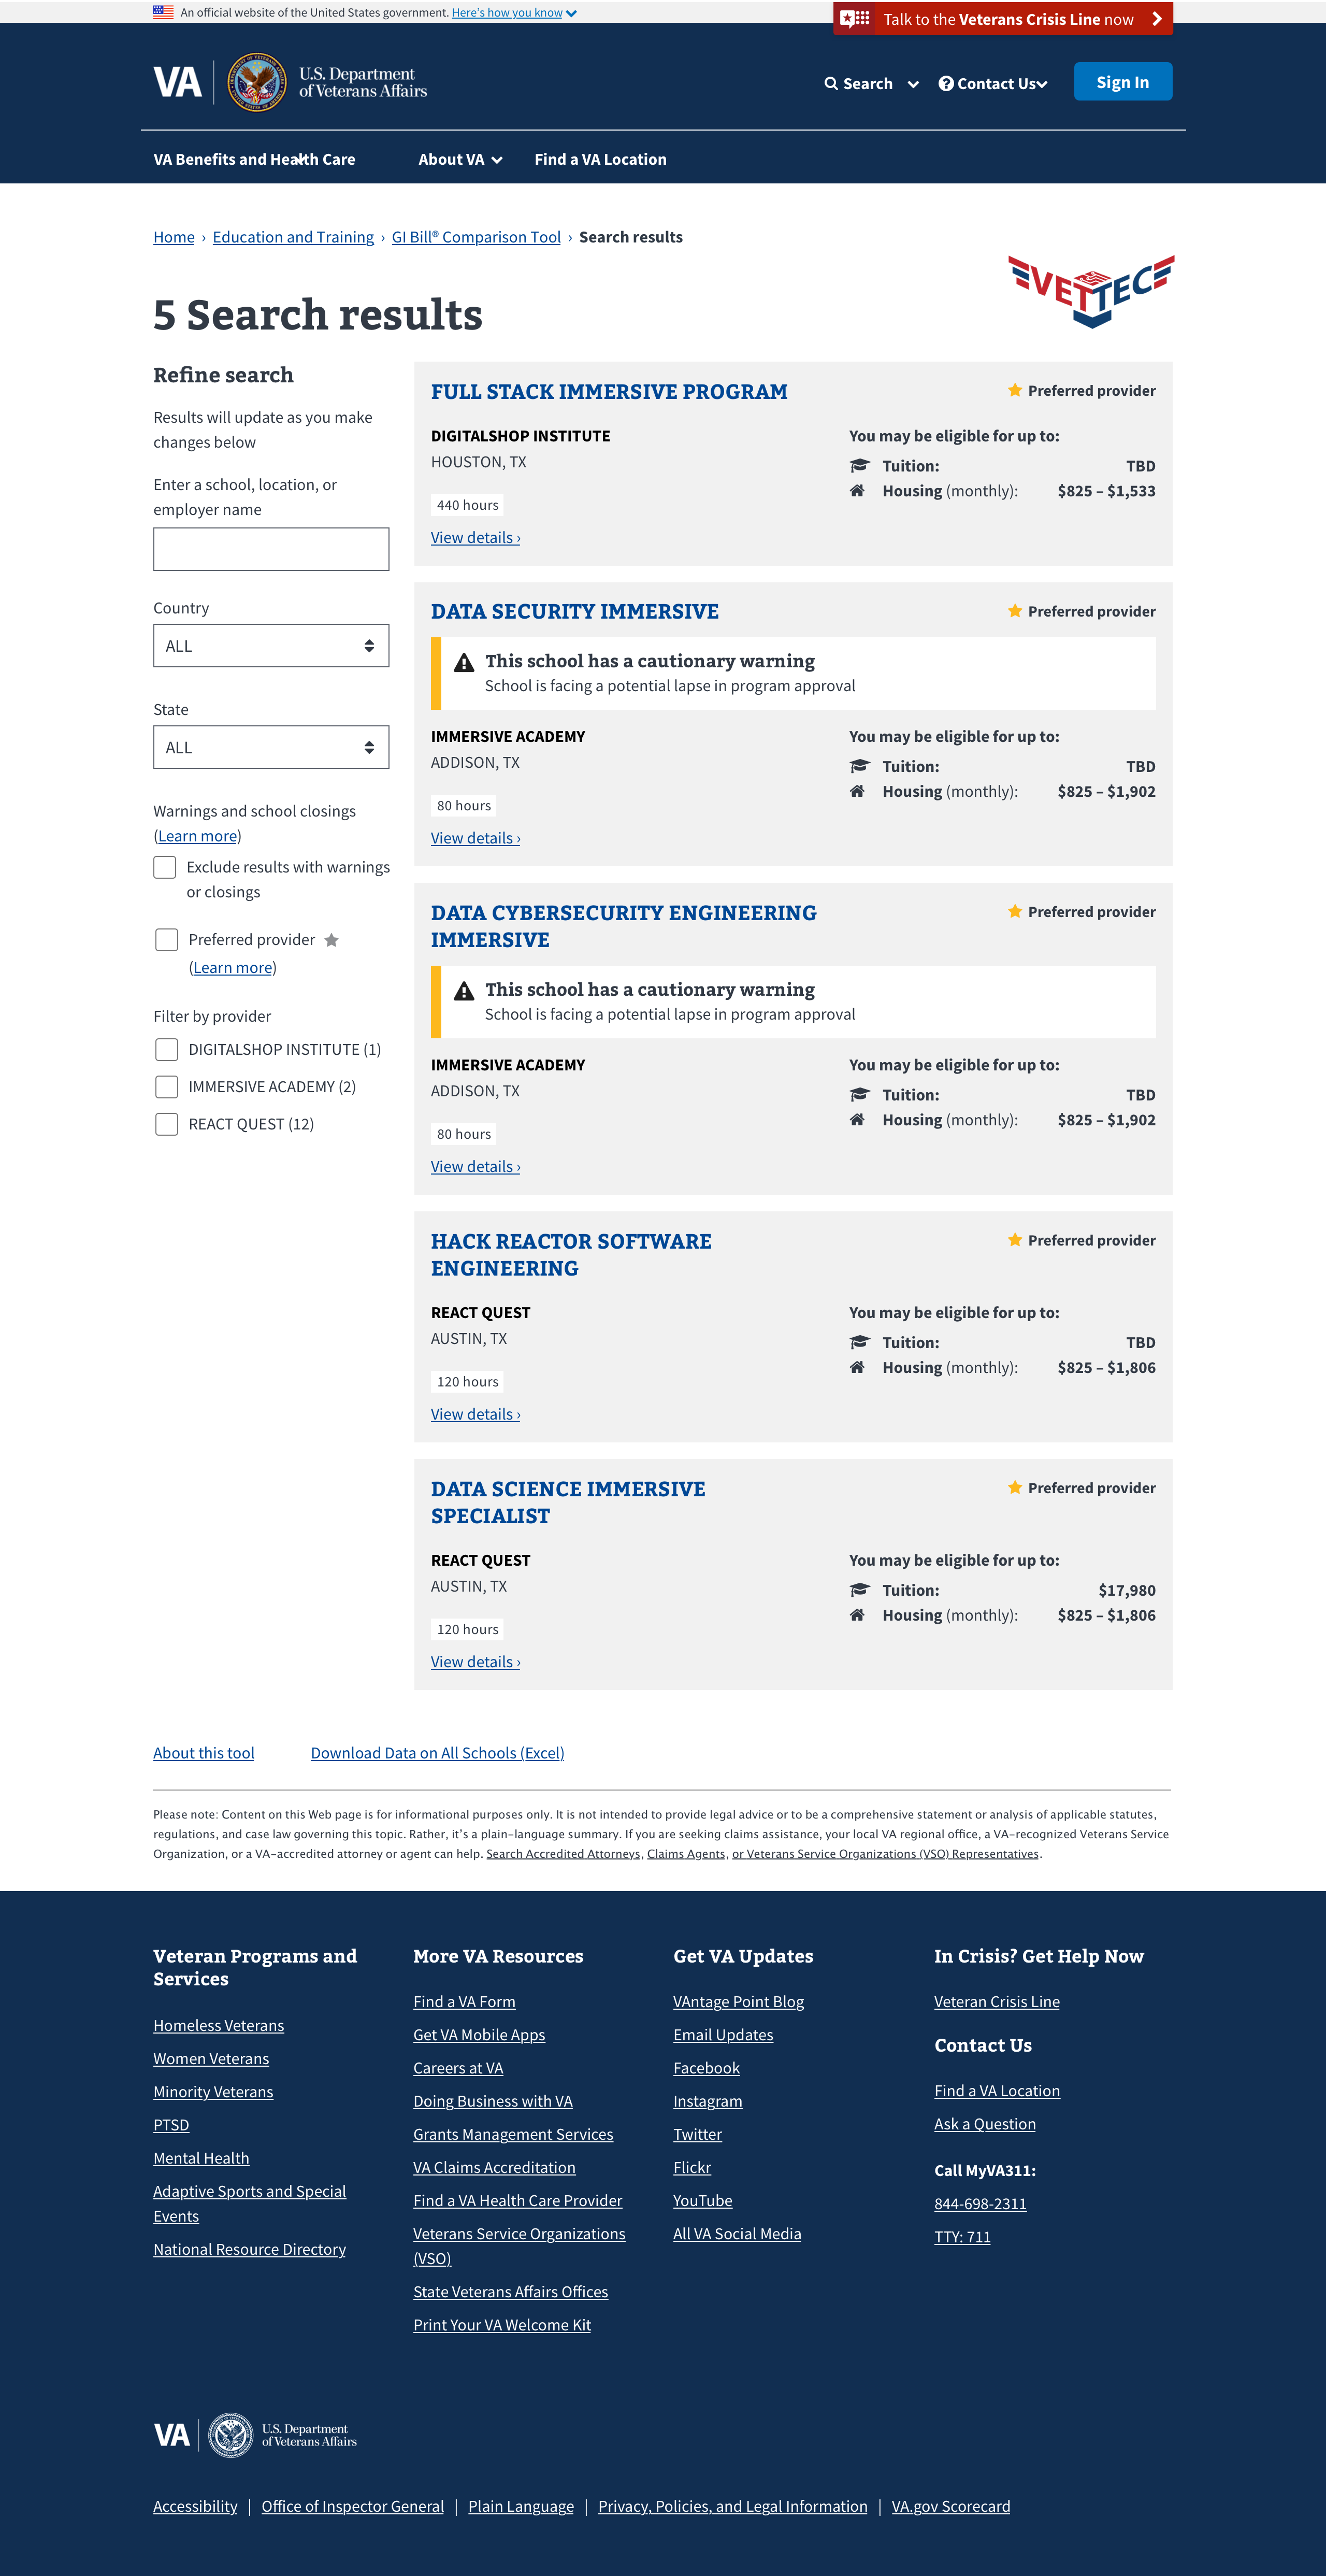 An official website of the United States government. Here's how you know
Talk to the Veterans Crisis Line now
VA
U.S. Department
of Veterans Affairs
Search
Contact Us
Sign In
VA Benefits and Health Care
About VA
Find a VA Location
Home › Education and Training › GI Bill® Comparison Tool › Search results
VET TEC
5 Search results
Refine search
Results will update as you make
changes below
Enter a school, location, or
employer name
Country
ALL
State
ALL
Warnings and school closings
(Learn more)
Exclude results with warnings
or closings
Preferred provider
(Learn more)
Filter by provider
DIGITALSHOP INSTITUTE (1)
IMMERSIVE ACADEMY (2)
REACT QUEST (12)
FULL STACK IMMERSIVE PROGRAM
Preferred provider
DIGITALSHOP INSTITUTE
HOUSTON, TX
440 hours
View details ›
You may be eligible for up to:
Tuition: TBD
Housing (monthly): $825 – $1,533
DATA SECURITY IMMERSIVE
Preferred provider
This school has a cautionary warning
School is facing a potential lapse in program approval
IMMERSIVE ACADEMY
ADDISON, TX
80 hours
View details ›
You may be eligible for up to:
Tuition: TBD
Housing (monthly): $825 – $1,902
DATA CYBERSECURITY ENGINEERING
IMMERSIVE
Preferred provider
This school has a cautionary warning
School is facing a potential lapse in program approval
IMMERSIVE ACADEMY
ADDISON, TX
80 hours
View details ›
You may be eligible for up to:
Tuition: TBD
Housing (monthly): $825 – $1,902
HACK REACTOR SOFTWARE
ENGINEERING
Preferred provider
REACT QUEST
AUSTIN, TX
120 hours
View details ›
You may be eligible for up to:
Tuition: TBD
Housing (monthly): $825 – $1,806
DATA SCIENCE IMMERSIVE
SPECIALIST
Preferred provider
REACT QUEST
AUSTIN, TX
120 hours
View details ›
You may be eligible for up to:
Tuition: $17,980
Housing (monthly): $825 – $1,806
About this tool
Download Data on All Schools (Excel)
Please note: Content on this Web page is for informational purposes only. It is not intended to provide legal advice or to be a comprehensive statement or analysis of applicable statutes,
regulations, and case law governing this topic. Rather, it's a plain-language summary. If you are seeking claims assistance, your local VA regional office, a VA-recognized Veterans Service
Organization, or a VA-accredited attorney or agent can help. Search Accredited Attorneys, Claims Agents, or Veterans Service Organizations (VSO) Representatives.
Veteran Programs and
Services
Homeless Veterans
Women Veterans
Minority Veterans
PTSD
Mental Health
Adaptive Sports and Special
Events
National Resource Directory
More VA Resources
Find a VA Form
Get VA Mobile Apps
Careers at VA
Doing Business with VA
Grants Management Services
VA Claims Accreditation
Find a VA Health Care Provider
Veterans Service Organizations
(VSO)
State Veterans Affairs Offices
Print Your VA Welcome Kit
Get VA Updates
VAntage Point Blog
Email Updates
Facebook
Instagram
Twitter
Flickr
YouTube
All VA Social Media
In Crisis? Get Help Now
Veteran Crisis Line
Contact Us
Find a VA Location
Ask a Question
Call MyVA311:
844-698-2311
TTY: 711
VA
U.S. Department
of Veterans Affairs
Accessibility | Office of Inspector General | Plain Language | Privacy, Policies, and Legal Information | VA.gov Scorecard